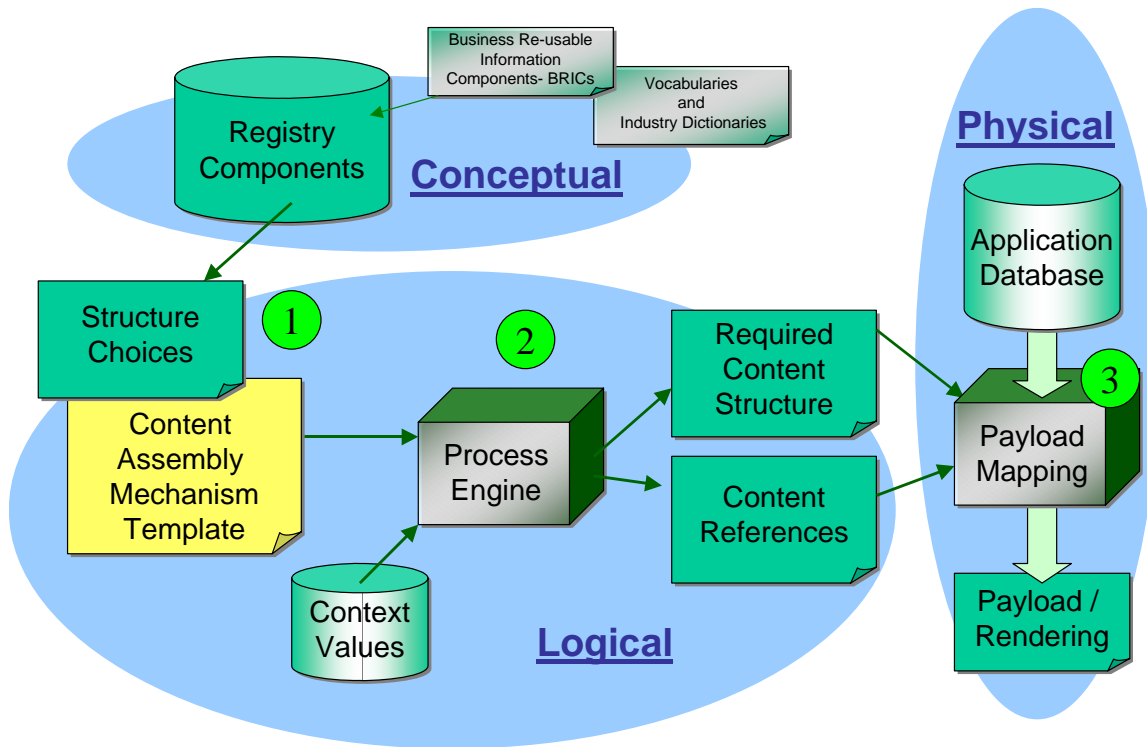 Business Re-usable
Information
Components- BRICs
Vocabularies
and
Industry Dictionaries
Registry
Components
Conceptual
Physical
Application
Database
Structure
Choices
1
2
Required
Content
Structure
3
Content
Assembly
Mechanism
Template
Process
Engine
Payload
Mapping
Content
References
Context
Values
Logical
Payload /
Rendering